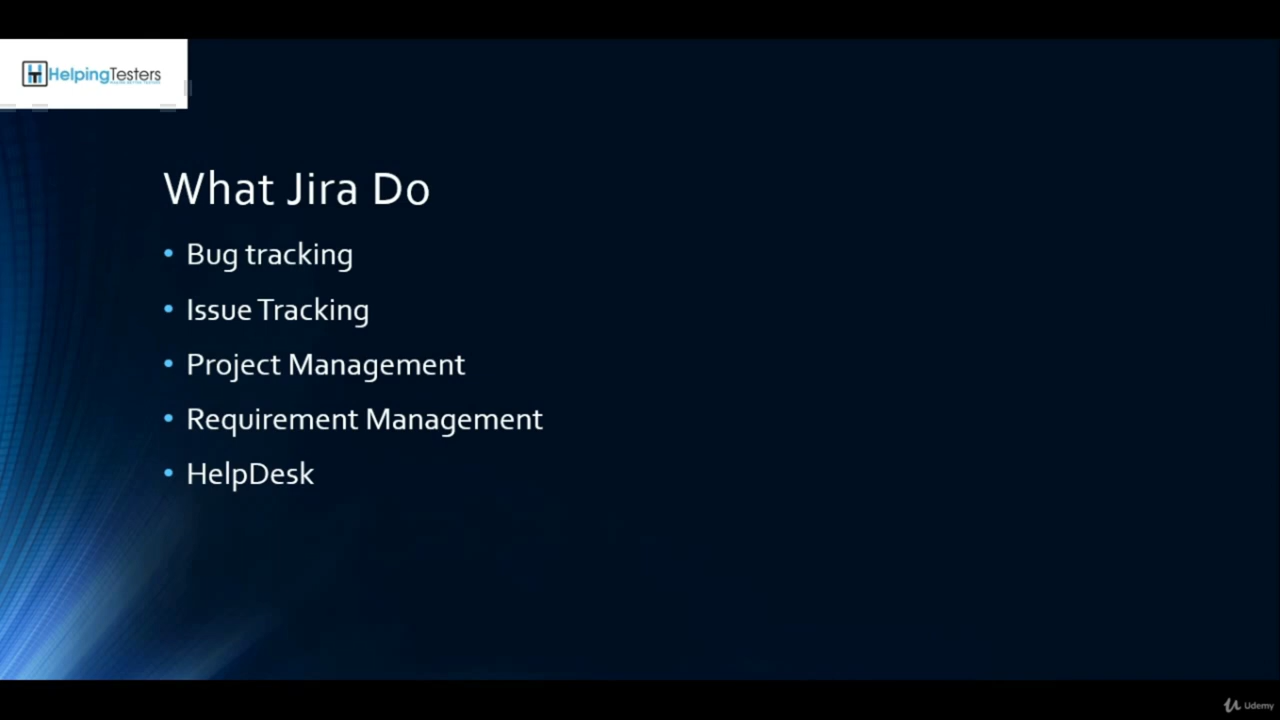 HelpingTesters
What Jira Do
• Bug tracking
• Issue Tracking
• Project Management
• Requirement Management
• HelpDesk
Udemy